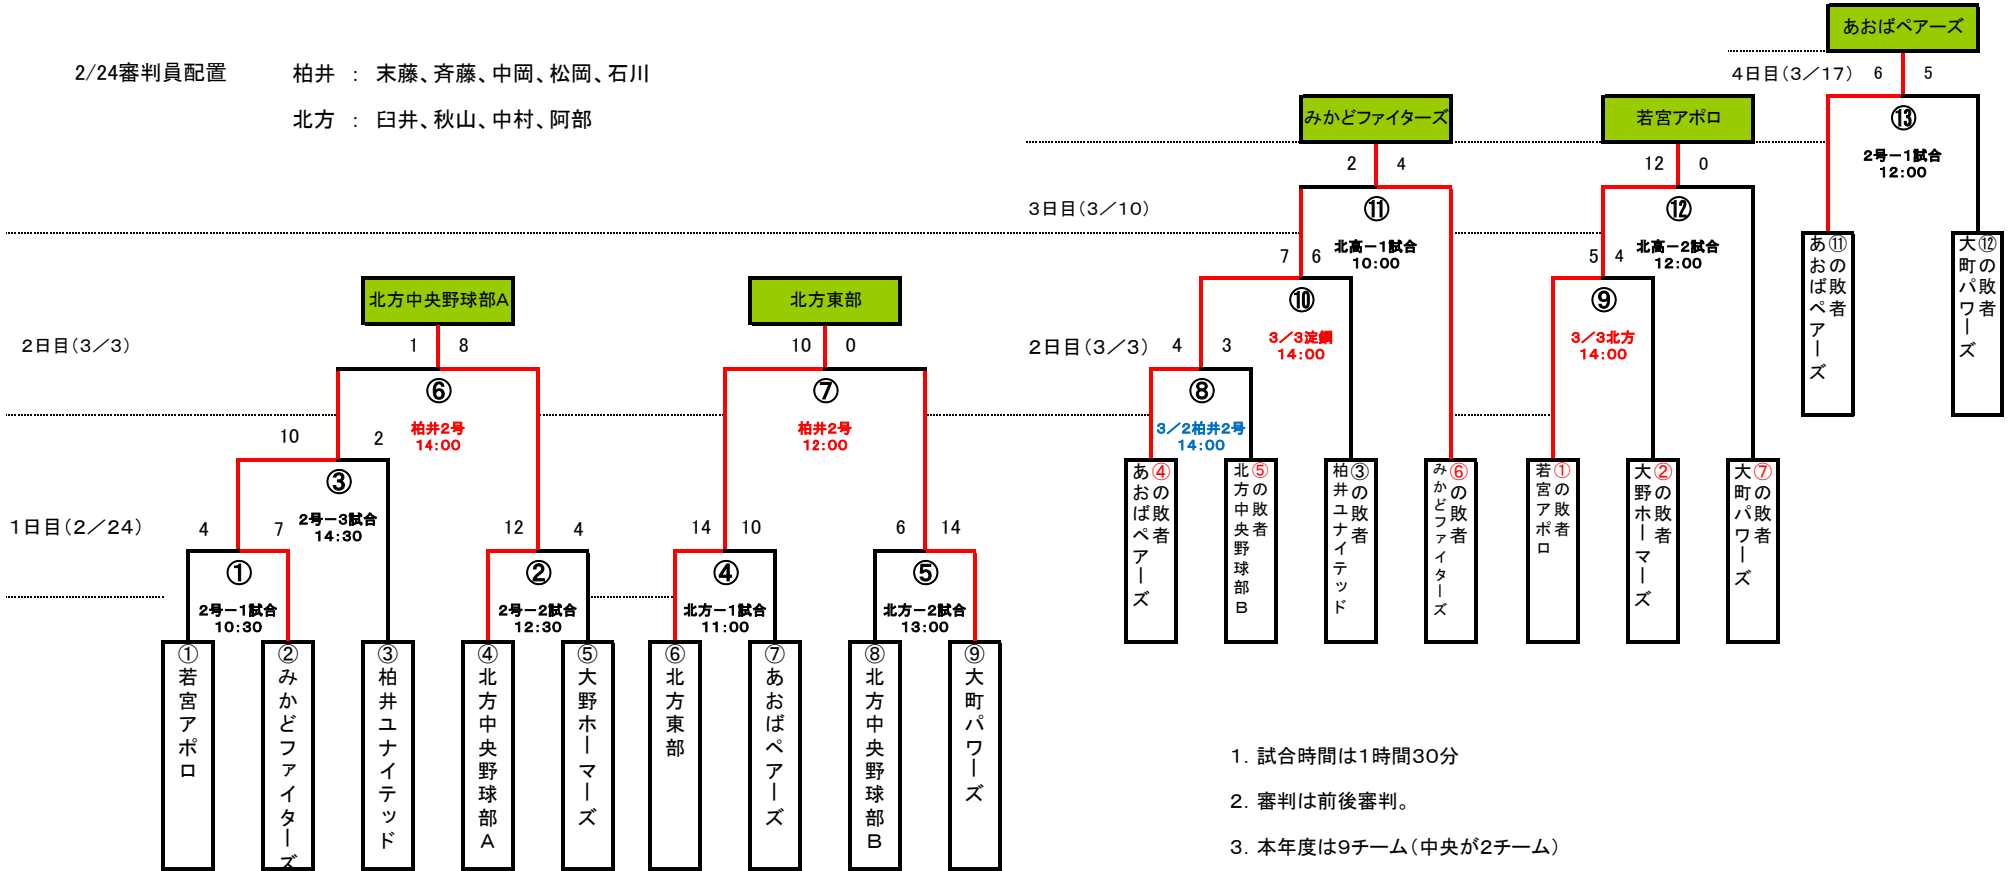 2/24審判員配置
柏井 ： 末藤、斉藤、中岡、松岡、石川
北方 ： 臼井、秋山、中村、阿部
あおばペアーズ
4日目(3／17)
6 5
⑬
2号－1試合
12:00
⑪の敗者
あおばペアーズ
⑫の敗者
大町パワーズ
みかどファイターズ
若宮アポロ
2 4
12 0
3日目(3／10)
⑪
北高－1試合
10:00
⑫
北高－2試合
12:00
7 6
5 4
⑩
3／3淀鋼
14:00
⑨
3／3北方
14:00
北方中央野球部A
北方東部
2日目(3／3)
1 8
10 0
2日目(3／3)
4 3
⑥
柏井2号
14:00
⑦
柏井2号
12:00
⑧
3／2柏井2号
14:00
10 2
③
2号－3試合
14:30
④の敗者
あおばペアーズ
⑤の敗者
北方中央野球部B
③の敗者
柏井ユナイテッド
⑥の敗者
みかどファイターズ
①の敗者
若宮アポロ
②の敗者
大野ホーマーズ
⑦の敗者
大町パワーズ
1日目(2／24)
4 7
12 4
14 10
6 14
①
2号－1試合
10:30
②
2号－2試合
12:30
④
北方－1試合
11:00
⑤
北方－2試合
13:00
①若宮アポロ
②みかどファイターズ
③柏井ユナイテッド
④北方中央野球部A
⑤大野ホーマーズ
⑥北方東部
⑦あおばペアーズ
⑧北方中央野球部B
⑨大町パワーズ
1．試合時間は1時間30分
2．審判は前後審判。
3．本年度は9チーム(中央が2チーム)